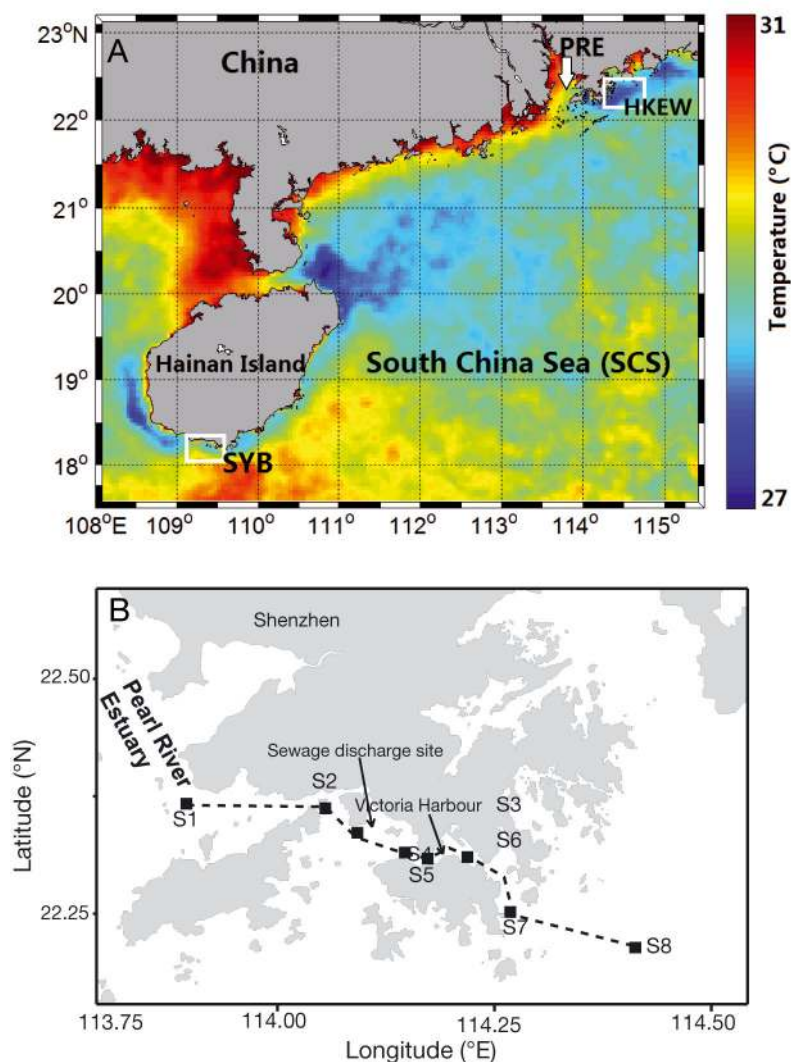 A
23°N
22°
21°
20°
19°
18°
108°E
109°
110°
111°
112°
113°
114°
115°
China
PRE
HKEW
Hainan Island
South China Sea (SCS)
SYB
31
27
Temperature (°C)
B
Shenzhen
22.50
Pearl River
Estuary
Sewage discharge site
S2
Victoria Harbour
S3
S1
S4
S6
S5
22.25
S7
S8
Latitude (°N)
113.75
114.00
114.25
114.50
Longitude (°E)